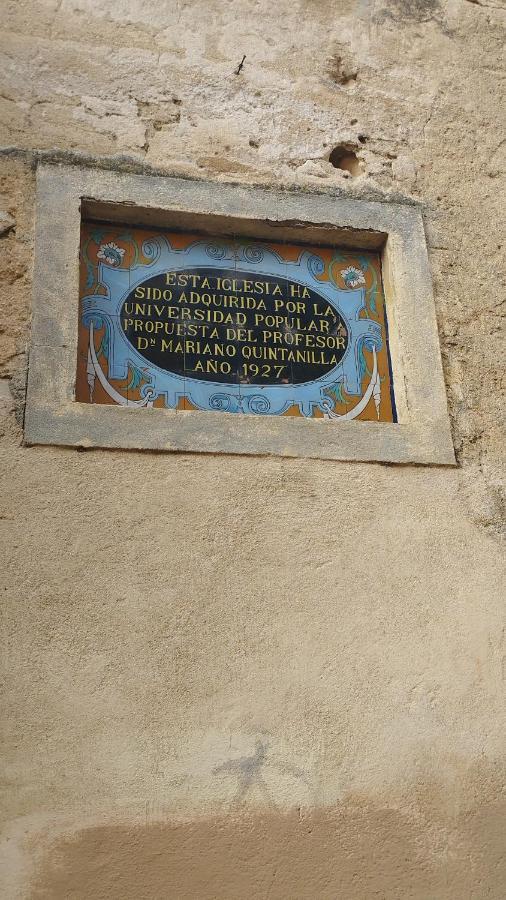 ESTA IGLESIA HA
SIDO ADQUIRIDA POR LA
UNIVERSIDAD POPULAR A
PROPUESTA DEL PROFESOR
Dⁿ MARIANO QUINTANILLA
AÑO 1927